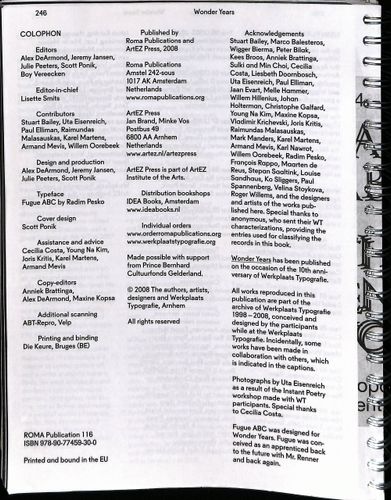 246
Wonder Years
COLOPHON
Editors
Alex DeArmond, Jeremy Jansen,
Julie Peeters, Scott Ponik,
Boy Vereecken
Editor-in-chief
Lisette Smits
Contributors
Stuart Bailey, Uta Eisenreich,
Paul Elliman, Raimundas
Malasauskas, Karel Martens,
Armand Mevis, Willem Oorebeek
Design and production
Alex DeArmond, Jeremy Jansen,
Julie Peeters, Scott Ponik
Typeface
Fugue ABC by Radim Pesko
Cover design
Scott Ponik
Assistance and advice
Cecilia Costa, Young Na Kim,
Joris Kritis, Karel Martens,
Armand Mevis
Copy-editors
Anniek Brattinga,
Alex DeArmond, Maxine Kopsa
Additional scanning
ABT-Repro, Velp
Printing and binding
Die Keure, Bruges (BE)
ROMA Publication 116
ISBN 978-90-77459-30-0
Printed and bound in the EU
Published by
Roma Publications and
ArtEZ Press, 2008
Roma Publications
Amstel 242-sous
1017 AK Amsterdam
Netherlands
www.romapublications.org
ArtEZ Press
Jan Brand, Minke Vos
Postbus 49
6800 AA Arnhem
Netherlands
www.artez.nl/artezpress
ArtEZ Press is part of ArtEZ
Institute of the Arts.
Distribution bookshops
IDEA Books, Amsterdam
www.ideabooks.nl
Individual orders
www.orderromapublications.org
www.werkplaatstypografie.org
Made possible with support
from Prince Bernhard
Cultuurfonds Gelderland.
© 2008 The authors, artists,
designers and Werkplaats
Typografie, Arnhem
All rights reserved
Acknowledgements
Stuart Bailey, Marco Balesteros,
Wigger Bierma, Peter Bilak,
Kees Broos, Anniek Brattinga,
Sulki and Min Choi, Cecilia
Costa, Liesbeth Doornbosch,
Uta Eisenreich, Paul Elliman,
Jaan Evart, Melle Hammer,
Willem Hillenius, Johan
Holterman, Christophe Galfard,
Young Na Kim, Maxine Kopsa,
Vladimir Krichevski, Joris Kritis,
Raimundas Malasauskas,
Mark Manders, Karel Martens,
Armand Mevis, Karl Nawrot,
Willem Oorebeek, Radim Pesko,
François Rappo, Maarten de
Reus, Stepan Saaltink, Louise
Sandhaus, Ko Sliggers, Paul
Spannenberg, Velina Stoykova,
Roger Willems, and the designers
and artists of the works pub-
lished here. Special thanks to
anonymous, who sent their WT
characterizations, providing the
entries used for classifying the
records in this book.
Wonder Years has been published
on the occasion of the 10th anni-
versary of Werkplaats Typografie.
All works reproduced in this
publication are part of the
archive of Werkplaats Typografie
1998–2008, conceived and
designed by the participants
while at the Werkplaats
Typografie. Incidentally, some
works have been made in
collaboration with others, which
is indicated in the captions.
Photographs by Uta Eisenreich
as a result of the Instant Poetry
workshop made with WT
participants. Special thanks
to Cecilia Costa.
Fugue ABC was designed for
Wonder Years. Fugue was con-
ceived as an apprenticed back
to the future with Mr. Renner
and back again.